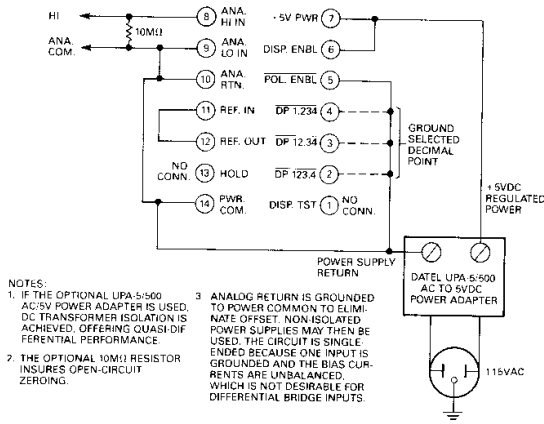 HI
10MΩ
ANA.
COM.
8 ANA.
HI IN
9 ANA.
LO IN
10 ANA.
RTN.
11 REF. IN
12 REF. OUT
NO
CONN. 13 HOLD
14 PWR.
COM.
+5V PWR 7
DISP. ENBL 6
POL. ENBL 5
DP 1.234 4
DP 12.34 3
DP 123.4 2
DISP. TST 1 NO
CONN.
GROUND
SELECTED
DECIMAL
POINT
+5VDC
REGULATED
POWER
POWER SUPPLY
RETURN
DATEL UPA-5/500
AC TO 5VDC
POWER ADAPTER
115VAC
NOTES:
1. IF THE OPTIONAL UPA-5/500
AC/5V POWER ADAPTER IS USED,
DC TRANSFORMER ISOLATION IS
ACHIEVED, OFFERING QUASI-DIF
FERENTIAL PERFORMANCE.
2. THE OPTIONAL 10MΩ RESISTOR
INSURES OPEN-CIRCUIT
ZEROING.
3 ANALOG RETURN IS GROUNDED
TO POWER COMMON TO ELIMI-
NATE OFFSET. NON-ISOLATED
POWER SUPPLIES MAY THEN BE
USED. THE CIRCUIT IS SINGLE-
ENDED BECAUSE ONE INPUT IS
GROUNDED AND THE BIAS CUR-
RENTS ARE UNBALANCED,
WHICH IS NOT DESIRABLE FOR
DIFFERENTIAL BRIDGE INPUTS.